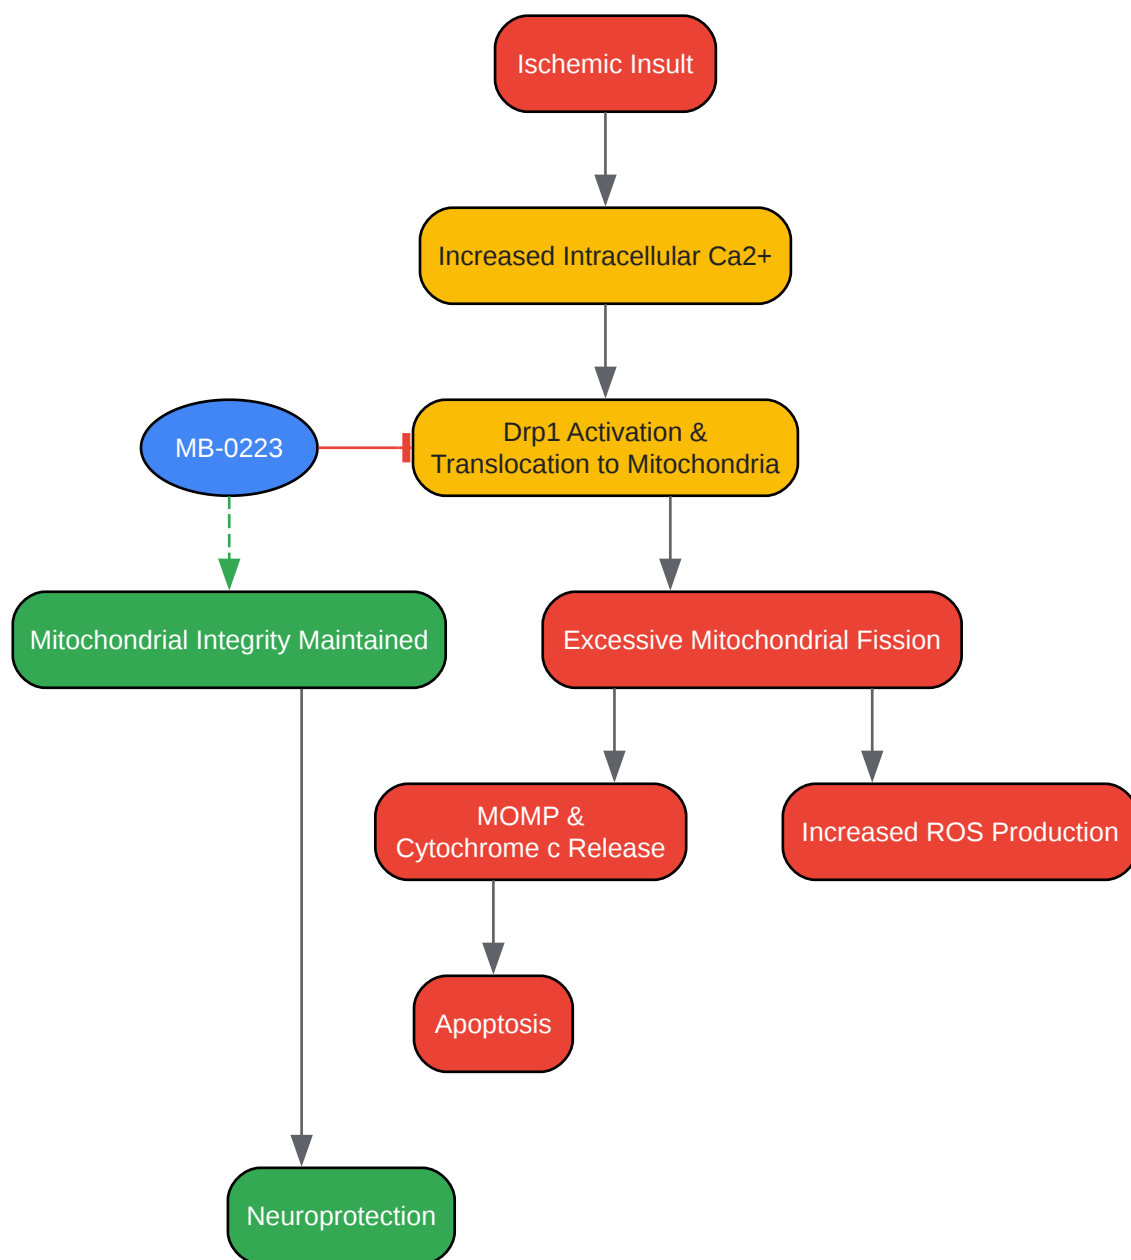 Ischemic Insult
Increased Intracellular Ca2+
MB-0223
Drp1 Activation &
Translocation to Mitochondria
Mitochondrial Integrity Maintained
Excessive Mitochondrial Fission
MOMP &
Cytochrome c Release
Increased ROS Production
Apoptosis
Neuroprotection